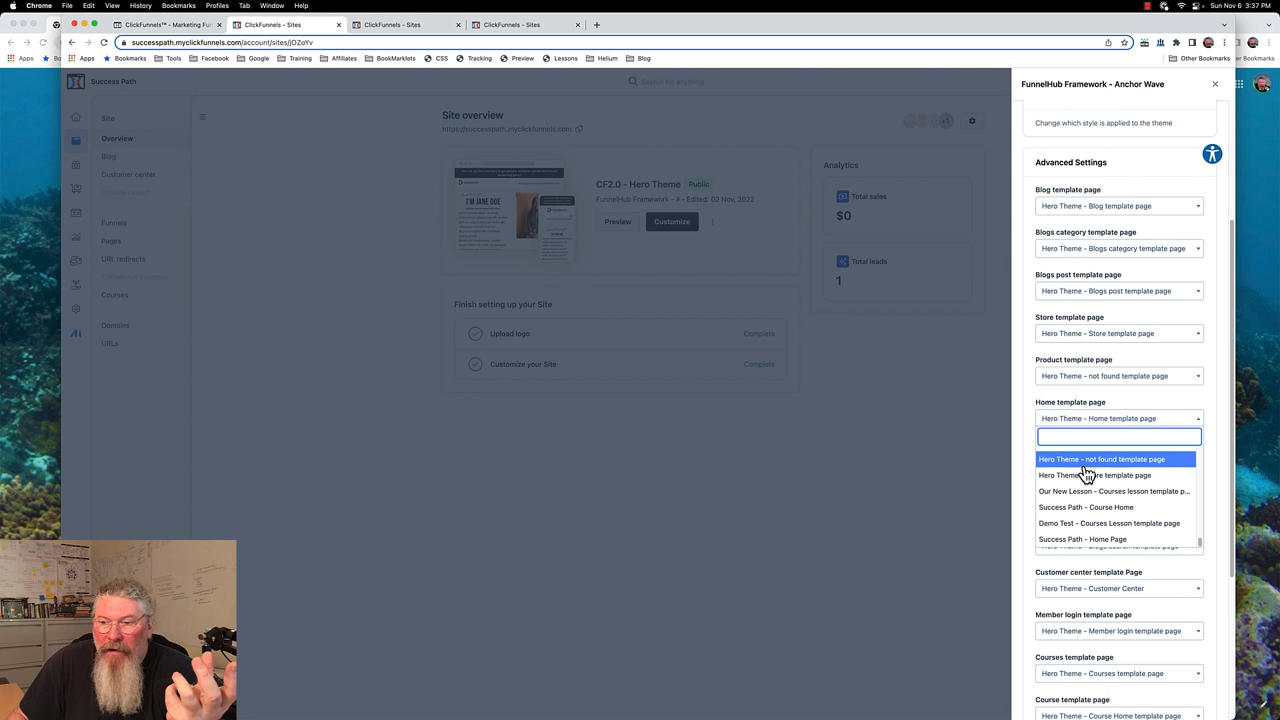 Chrome File Edit View History Bookmarks Profiles Tab Window Help
Sun Nov 6 3:37 PM
ClickFunnels™ - Marketing Fun
ClickFunnels - Sites
ClickFunnels - Sites
ClickFunnels - Sites
successpath.myclickfunnels.com/account/sites/jOZoYv
Apps
Apps Bookmarks Tools Facebook Google Training Affiliates BookMarklets CSS Tracking Preview Lessons Helium Blog
Other Bookmarks
Success Path
Search for anything
Site
Overview
Blog
Customer center
Funnels
Pages
URL redirects
Courses
Domains
URLs
Site overview
https://successpath.myclickfunnels.com
+1
I'M JANE DOE
CF2.0 - Hero Theme Public
FunnelHub Framework - A - Edited: 02 Nov, 2022
Preview
Customize
Analytics
Total sales
$0
Total leads
1
Finish setting up your Site
Upload logo
Complete
Customize your Site
Complete
FunnelHub Framework - Anchor Wave
Change which style is applied to the theme
Advanced Settings
Blog template page
Hero Theme - Blog template page
Blogs category template page
Hero Theme - Blogs category template page
Blogs post template page
Hero Theme - Blogs post template page
Store template page
Hero Theme - Store template page
Product template page
Hero Theme - not found template page
Home template page
Hero Theme - Home template page
Hero Theme - not found template page
Hero Theme re template page
Our New Lesson - Courses lesson template p...
Success Path - Course Home
Demo Test - Courses Lesson template page
Success Path - Home Page
Hero Theme - Blogs search template page
Customer center template Page
Hero Theme - Customer Center
Member login template page
Hero Theme - Member login template page
Courses template page
Hero Theme - Courses template page
Course template page
Hero Theme - Course Home template page